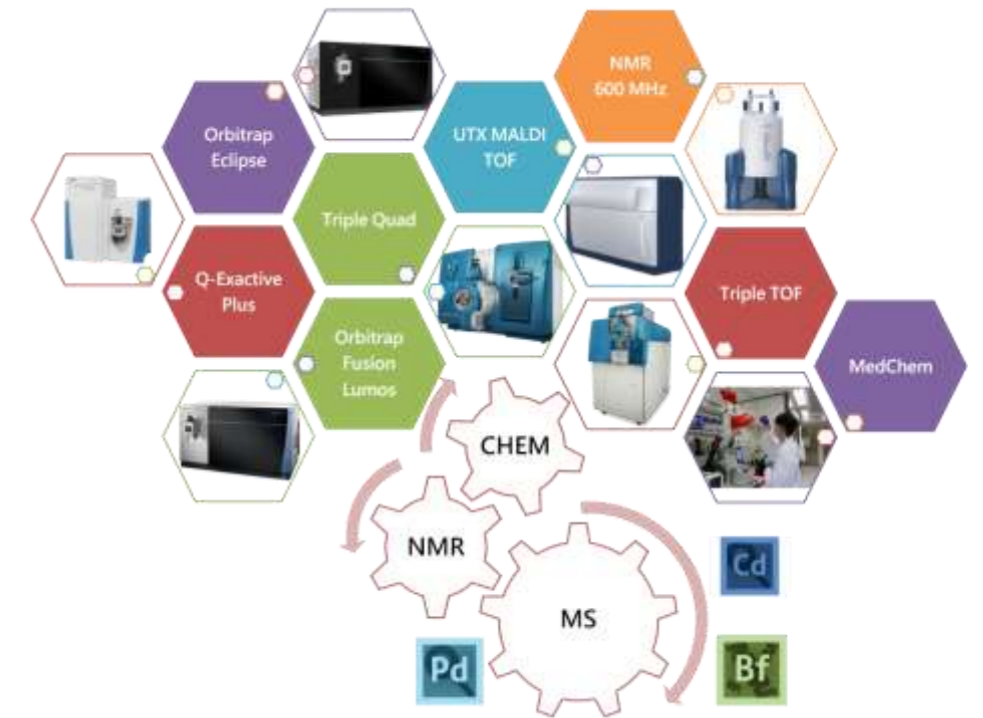 NMR
600 MHz
Orbitrap
Eclipse
UTX MALDI
TOF
Triple Quad
Q-Exactive
Plus
Triple TOF
Orbitrap
Fusion
Lumos
MedChem
CHEM
NMR
MS
Cd
Pd
Bf